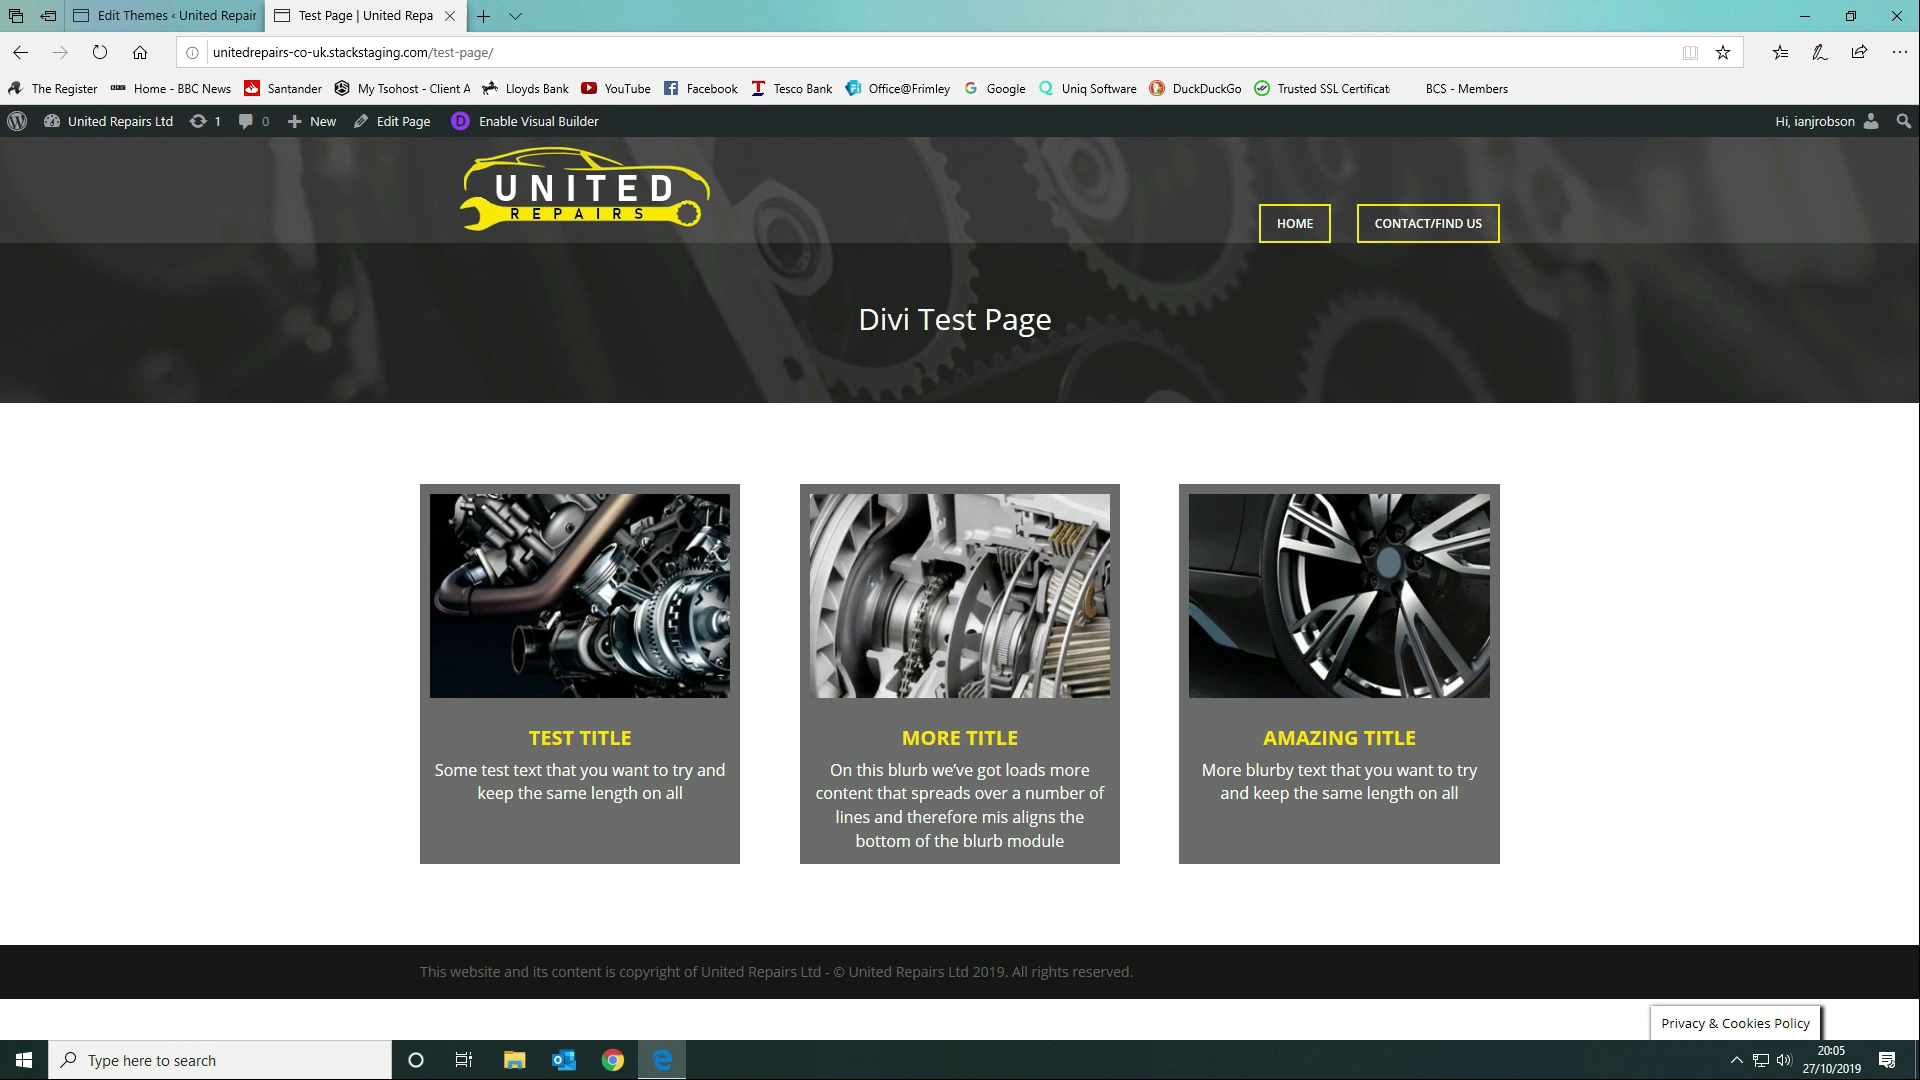 Edit Themes ‹ United Repair
Test Page | United Repa
unitedrepairs-co-uk.stackstaging.com/test-page/
The Register
Home - BBC News
Santander
My Tsohost - Client A
Lloyds Bank
YouTube
Facebook
Tesco Bank
Office@Frimley
Google
Uniq Software
DuckDuckGo
Trusted SSL Certificat
BCS - Members
United Repairs Ltd
1
0
New
Edit Page
D
Enable Visual Builder
Hi, ianjrobson
UNITED
REPAIRS
HOME
CONTACT/FIND US
Divi Test Page
TEST TITLE
Some test text that you want to try and
keep the same length on all
MORE TITLE
On this blurb we’ve got loads more
content that spreads over a number of
lines and therefore mis aligns the
bottom of the blurb module
AMAZING TITLE
More blurby text that you want to try
and keep the same length on all
This website and its content is copyright of United Repairs Ltd - © United Repairs Ltd 2019. All rights reserved.
Privacy & Cookies Policy
Type here to search
20:05
27/10/2019